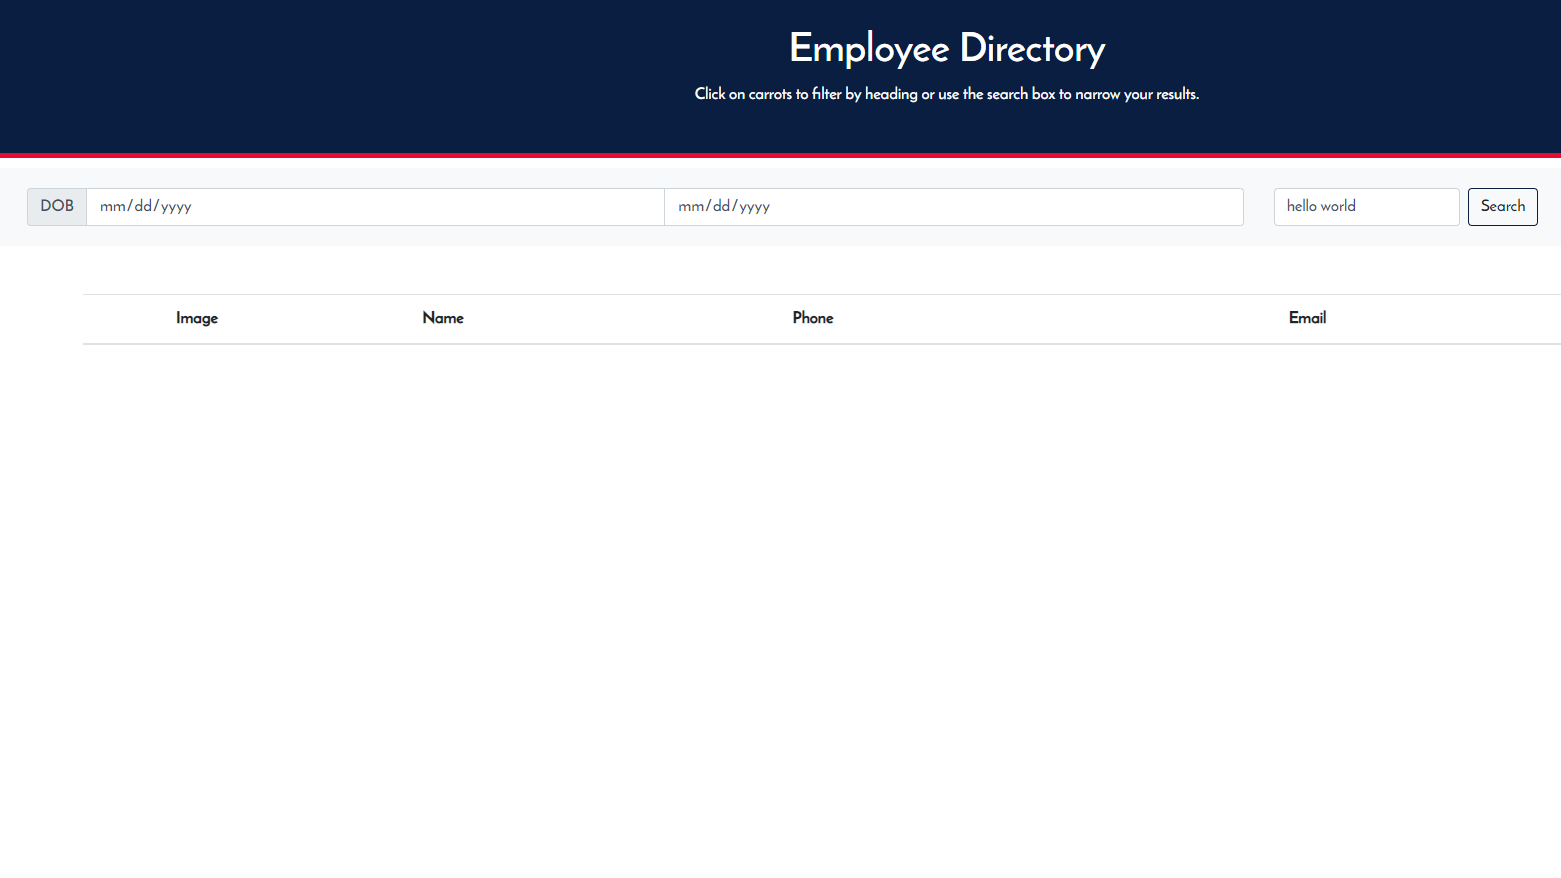 Employee Directory
Click on carrots to filter by heading or use the search box to narrow your results.
DOB mm/dd/yyyy mm/dd/yyyy hello world Search
Image Name Phone Email